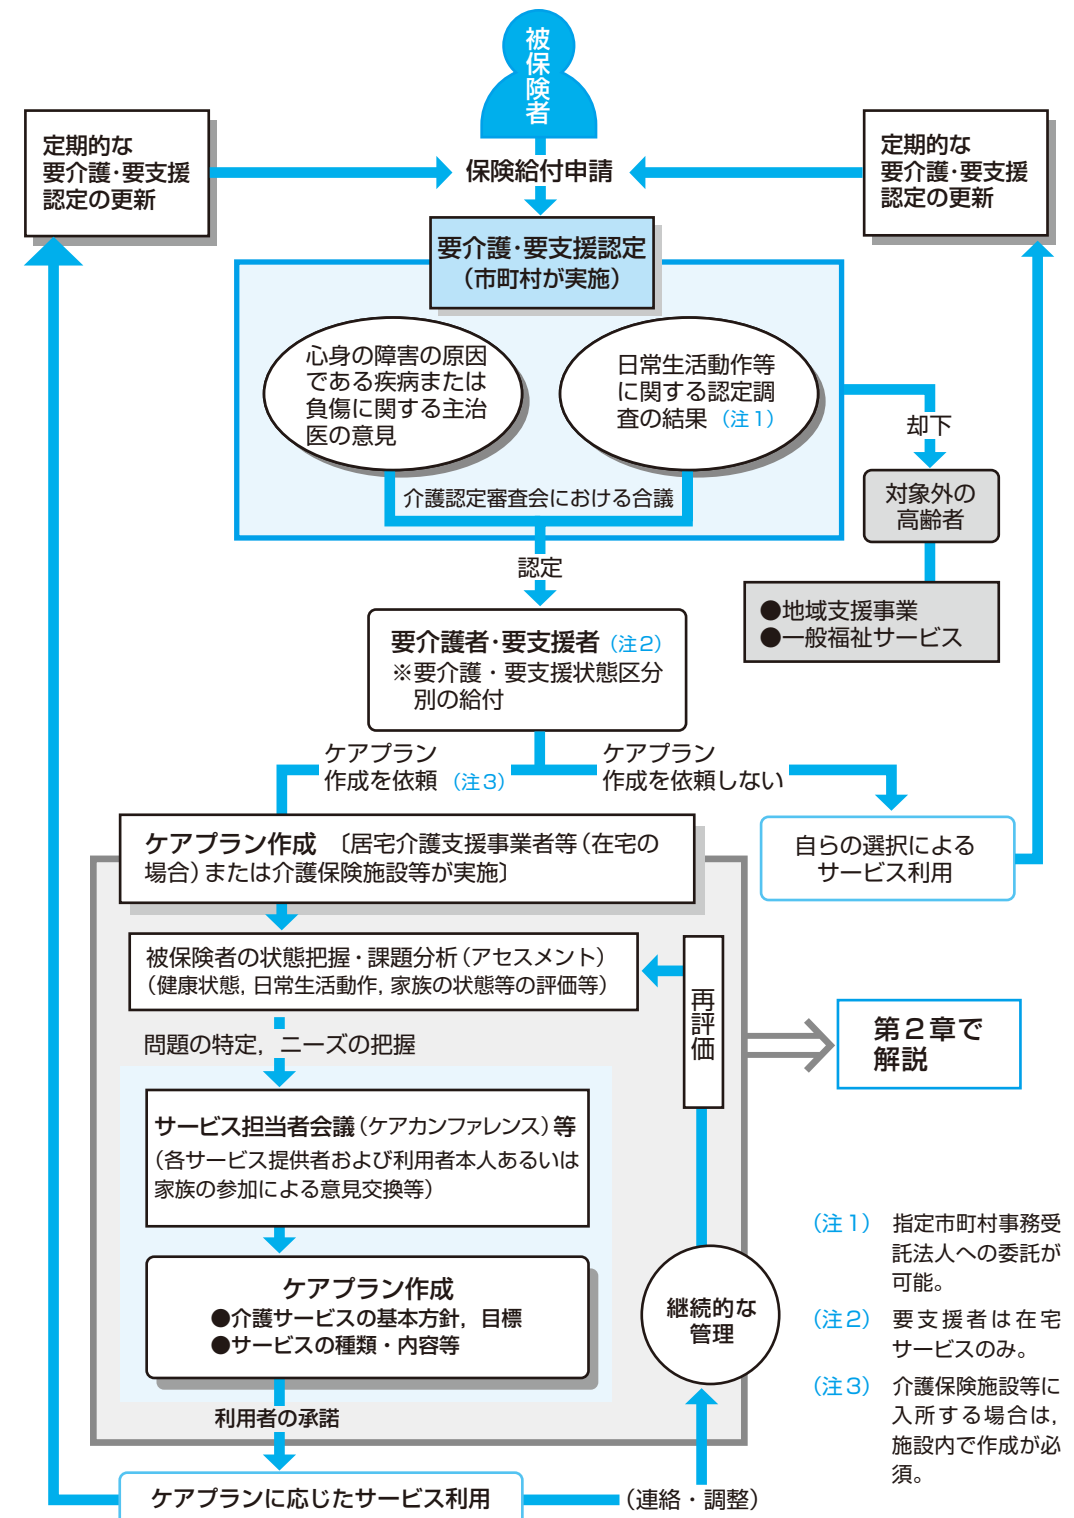 被保険者
定期的な
要介護・要支援
認定の更新
保険給付申請
定期的な
要介護・要支援
認定の更新
要介護・要支援認定
（市町村が実施）
心身の障害の原因
である疾病または
負傷に関する主治
医の意見
日常生活動作等
に関する認定調
査の結果（注1）
介護認定審査会における合議
却下
対象外の
高齢者
●地域支援事業
●一般福祉サービス
認定
要介護者・要支援者（注2）
※要介護・要支援状態区分
別の給付
ケアプラン
作成を依頼（注3）
ケアプラン
作成を依頼しない
ケアプラン作成〔居宅介護支援事業者等（在宅の
場合）または介護保険施設等が実施〕
自らの選択による
サービス利用
被保険者の状態把握・課題分析（アセスメント）
（健康状態，日常生活動作，家族の状態等の評価等）
再評価
問題の特定，ニーズの把握
第2章で
解説
サービス担当者会議（ケアカンファレンス）等
（各サービス提供者および利用者本人あるいは
家族の参加による意見交換等）
ケアプラン作成
●介護サービスの基本方針，目標
●サービスの種類・内容等
継続的な
管理
利用者の承諾
ケアプランに応じたサービス利用
（連絡・調整）
（注1） 指定市町村事務受
託法人への委託が
可能。
（注2） 要支援者は在宅
サービスのみ。
（注3） 介護保険施設等に
入所する場合は，
施設内で作成が必
須。